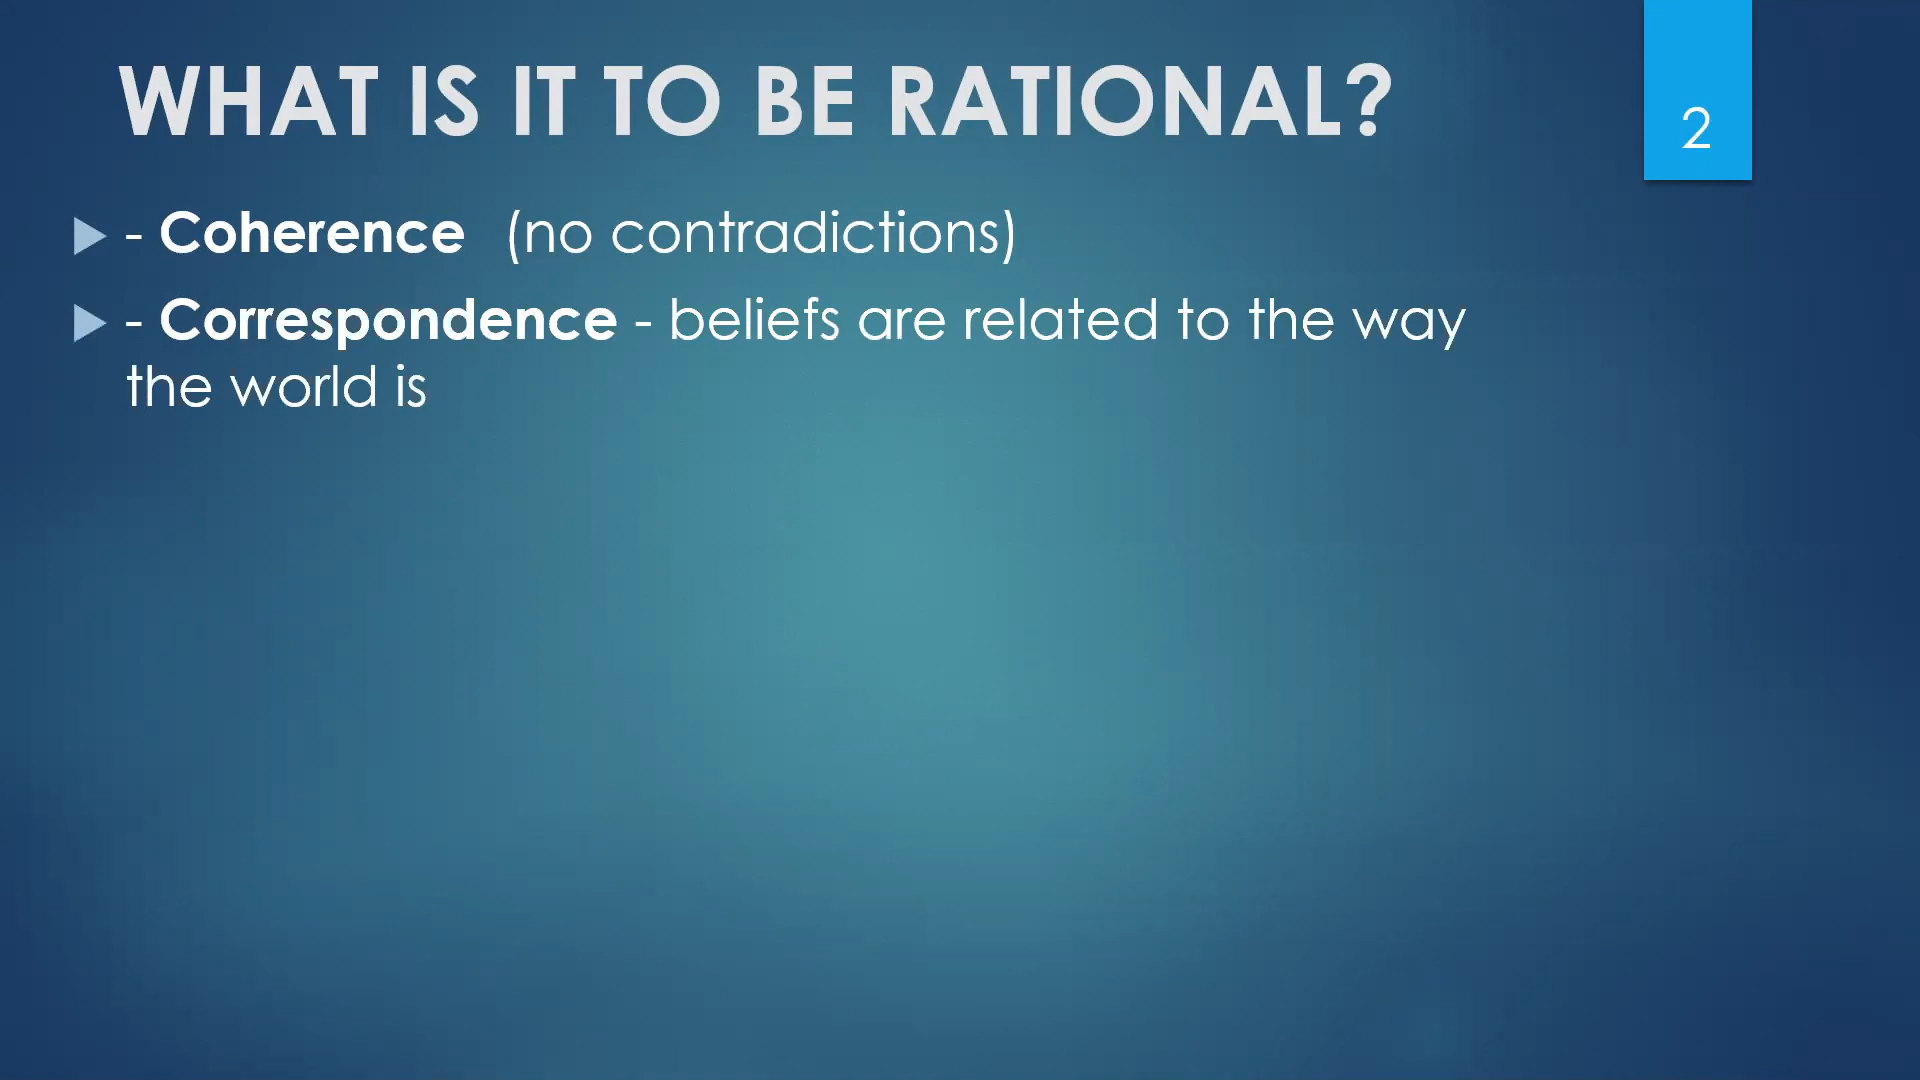 WHAT IS IT TO BE RATIONAL?
2
- Coherence (no contradictions)
- Correspondence - beliefs are related to the way
the world is